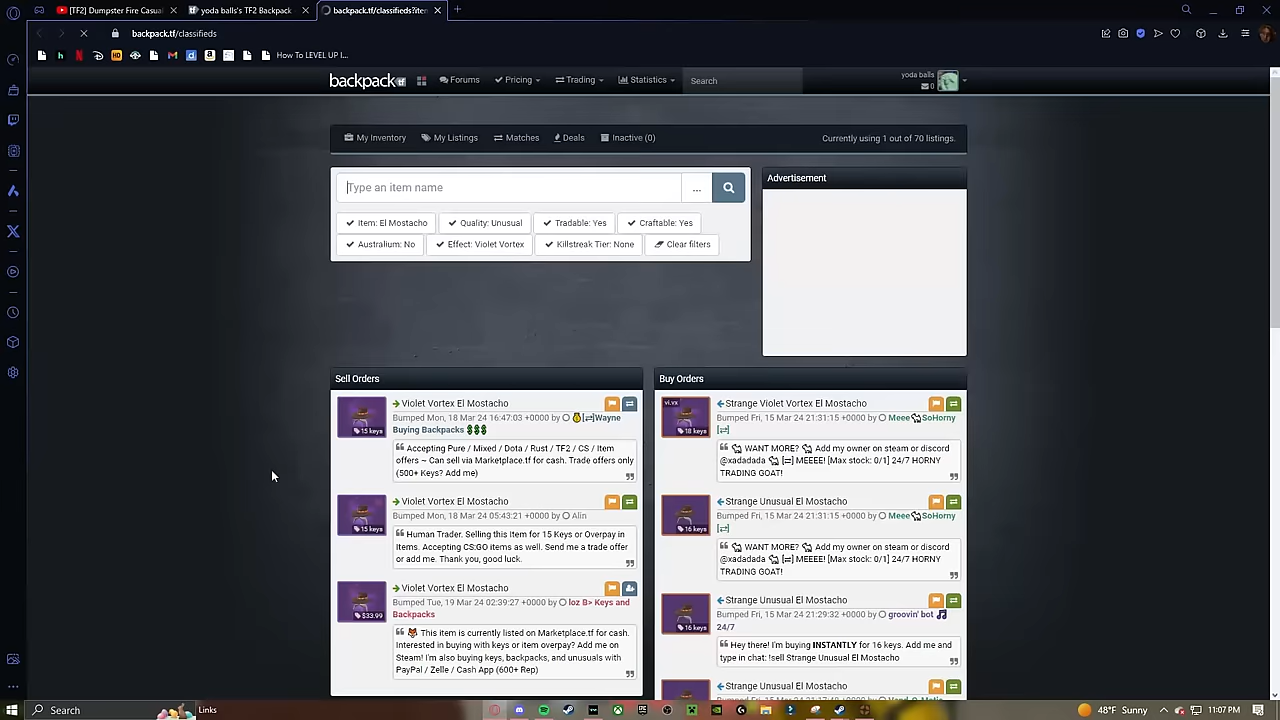 [TF2] Dumpster Fire Casual
yoda balls's TF2 Backpack
backpack.tf/classifieds?item
backpack.tf/classifieds
How To LEVEL UP I...
backpack.tf
Forums
Pricing
Trading
Statistics
Search
yoda balls
0
My Inventory
My Listings
Matches
Deals
Inactive (0)
Currently using 1 out of 70 listings.
Type an item name
...
Item: El Mostacho
Quality: Unusual
Tradable: Yes
Craftable: Yes
Australium: No
Effect: Violet Vortex
Killstreak Tier: None
Clear filters
Advertisement
Sell Orders
Violet Vortex El Mostacho
Bumped Mon, 18 Mar 24 16:47:03 +0000 by 💰[⇄]Wayne
Buying Backpacks 💲💲💲
15 keys
Accepting Pure / Mixed / Dota / Rust / TF2 / CS / Item
offers ~ Can sell via Marketplace.tf for cash. Trade offers only
(500+ Keys? Add me)
Violet Vortex El Mostacho
Bumped Mon, 18 Mar 24 05:43:21 +0000 by Alin
15 keys
Human Trader. Selling this Item for 15 Keys or Overpay in
Items. Accepting CS:GO items as well. Send me a trade offer
or add me. Thank you, good luck.
Violet Vortex El Mostacho
Bumped Tue, 19 Mar 24 02:39:27 +0000 by loz B> Keys and
Backpacks
$33.99
🦊 This item is currently listed on Marketplace.tf for cash.
Interested in buying with keys or item overpay? Add me on
Steam! I'm also buying keys, backpacks, and unusuals with
PayPal / Zelle / Cash App (600+ Rep)
Buy Orders
Strange Violet Vortex El Mostacho
Bumped Fri, 15 Mar 24 21:31:15 +0000 by Meee🐑SoHorny
[⇄]
18 keys
🐑 WANT MORE? 🐑 Add my owner on steam or discord
@xadadada 🐑 [⇄] MEEEE! [Max stock: 0/1] 24/7 HORNY
TRADING GOAT!
Strange Unusual El Mostacho
Bumped Fri, 15 Mar 24 21:31:15 +0000 by Meee🐑SoHorny
[⇄]
16 keys
🐑 WANT MORE? 🐑 Add my owner on steam or discord
@xadadada 🐑 [⇄] MEEEE! [Max stock: 0/1] 24/7 HORNY
TRADING GOAT!
Strange Unusual El Mostacho
Bumped Fri, 15 Mar 24 21:29:32 +0000 by groovin' bot 🎵
24/7
16 keys
Hey there! I'm buying INSTANTLY for 16 keys. Add me and
type in chat: !sell Strange Unusual El Mostacho
Strange Unusual El Mostacho
Search
Links
48°F Sunny
11:07 PM